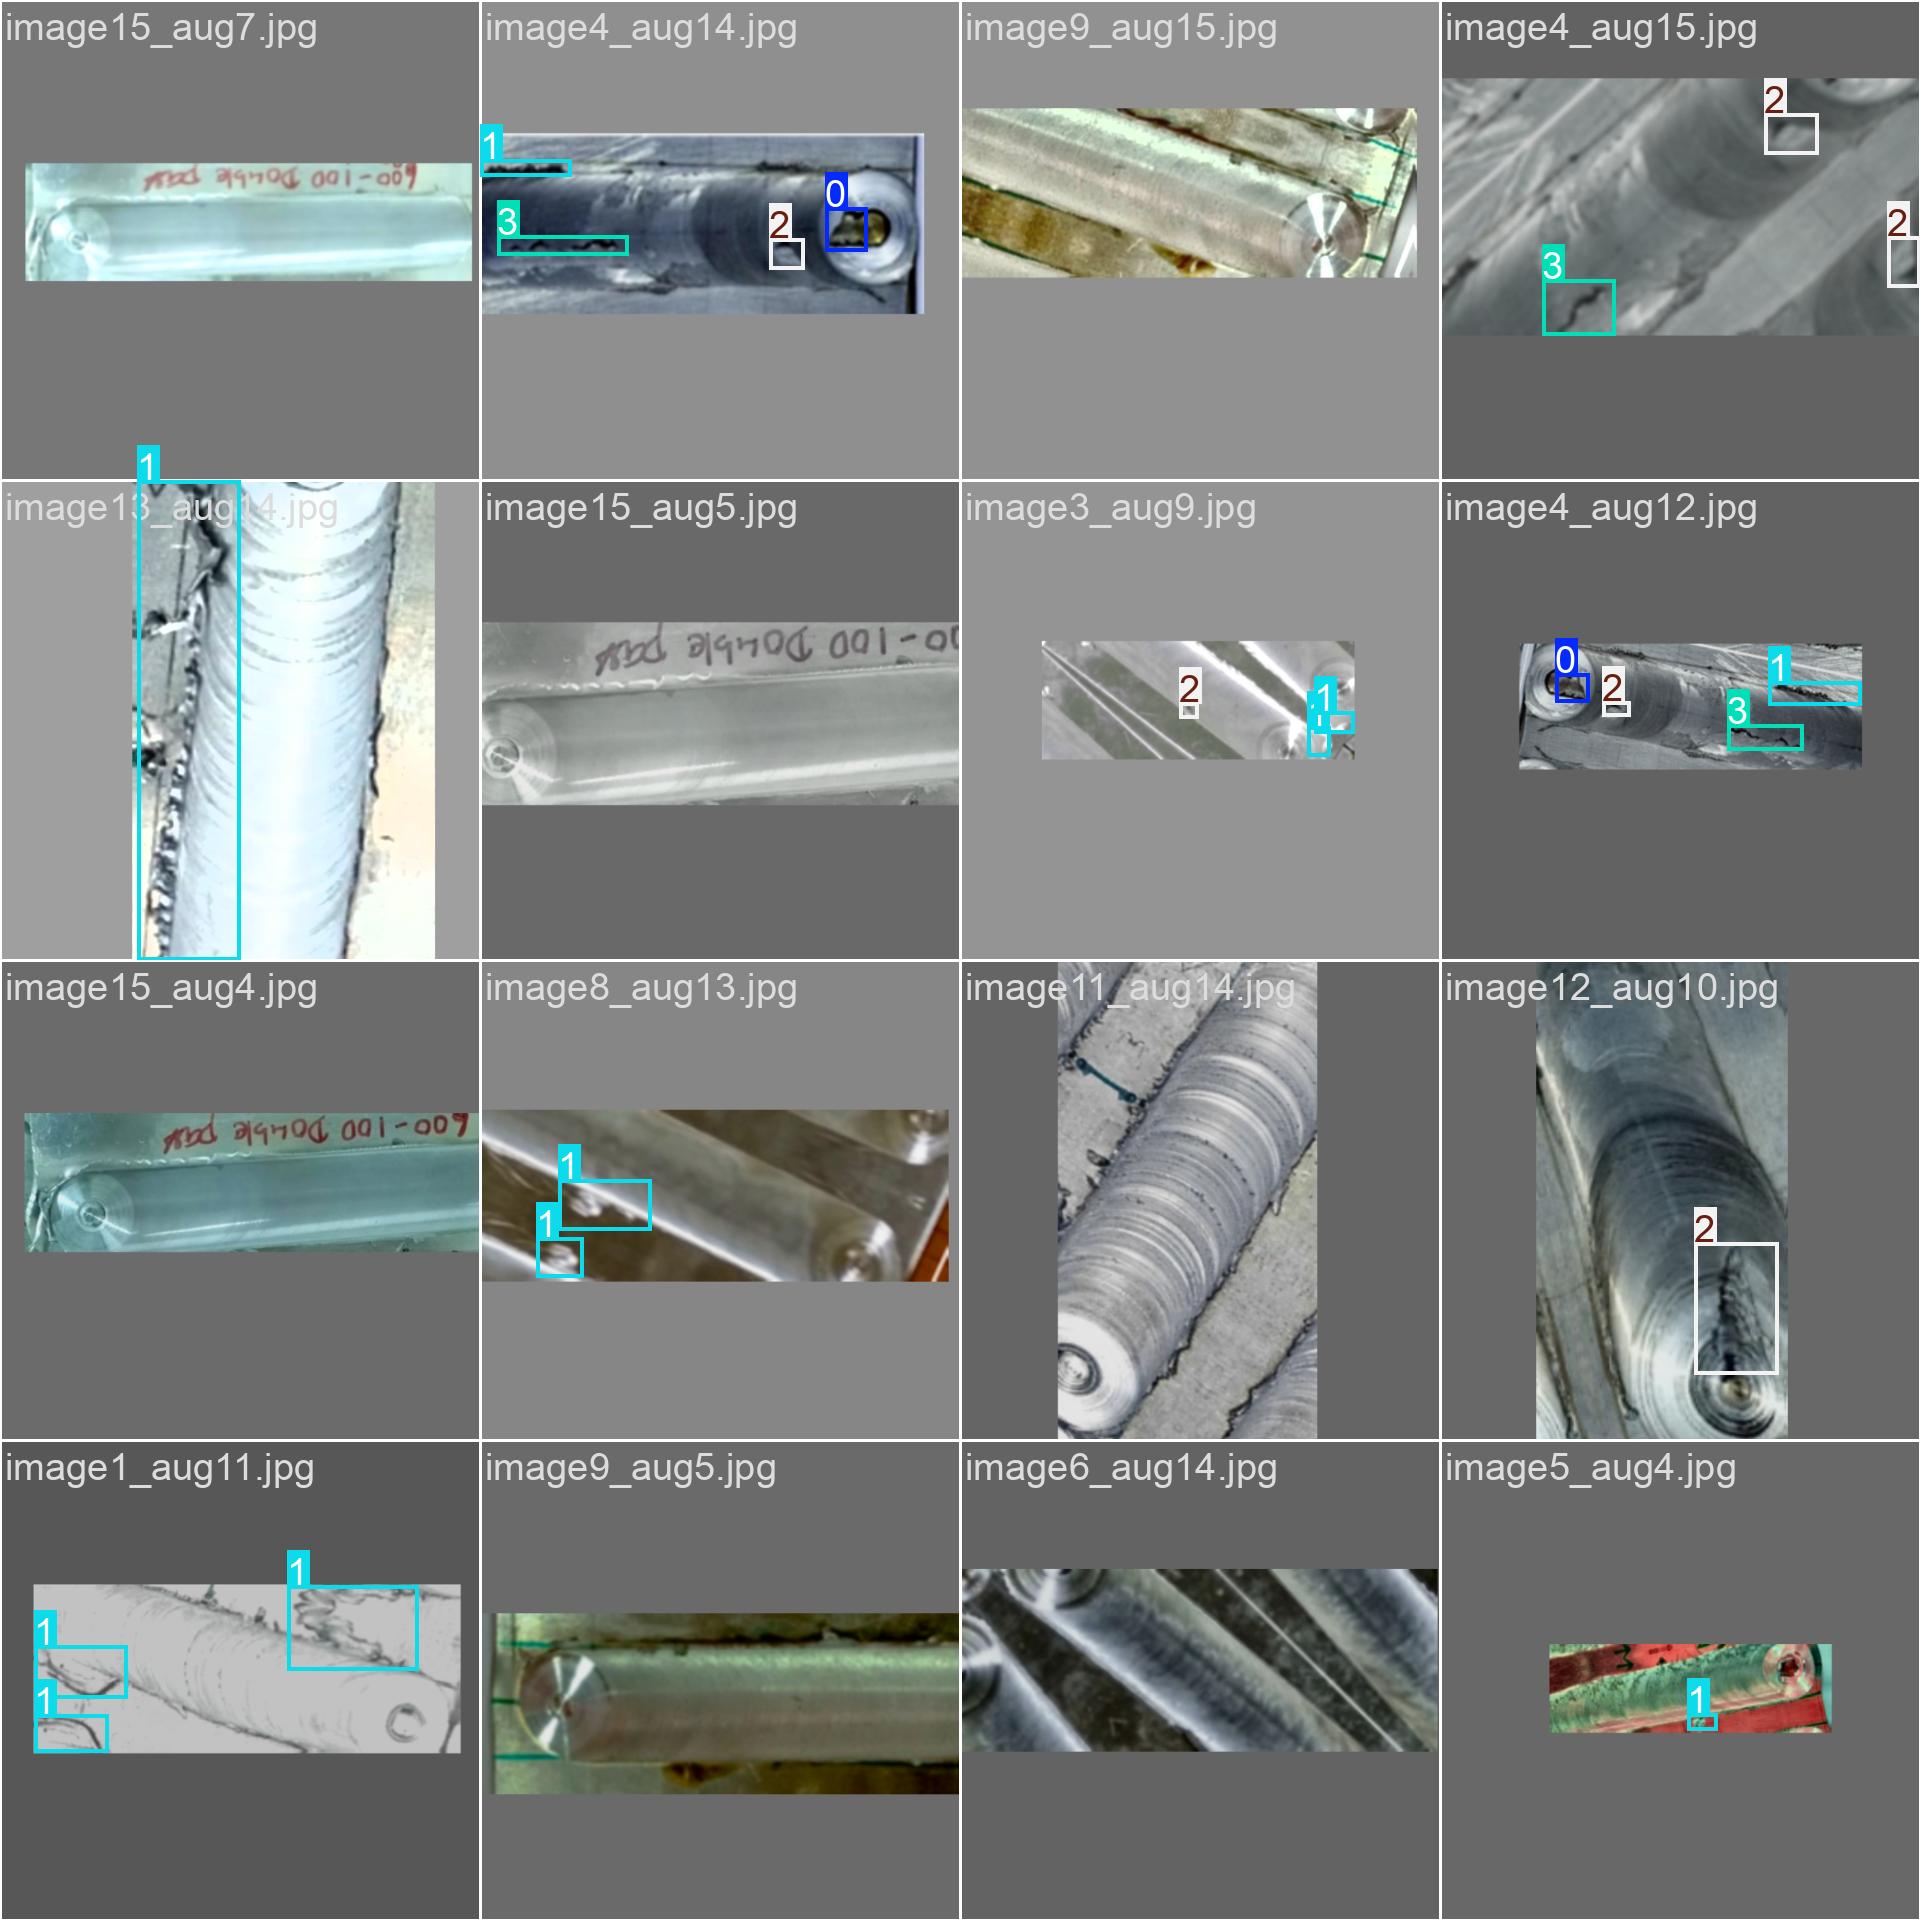 image15_aug7.jpg
image4_aug14.jpg
image9_aug15.jpg
image4_aug15.jpg
600-100 Double pass
1
0
3
2
2
2
3
1
image13_aug14.jpg
image15_aug5.jpg
image3_aug9.jpg
image4_aug12.jpg
00-100 Double pass
2
1
1
0
2
1
3
image15_aug4.jpg
image8_aug13.jpg
image11_aug14.jpg
image12_aug10.jpg
600-100 Double pass
1
1
2
image1_aug11.jpg
image9_aug5.jpg
image6_aug14.jpg
image5_aug4.jpg
1
1
1
1